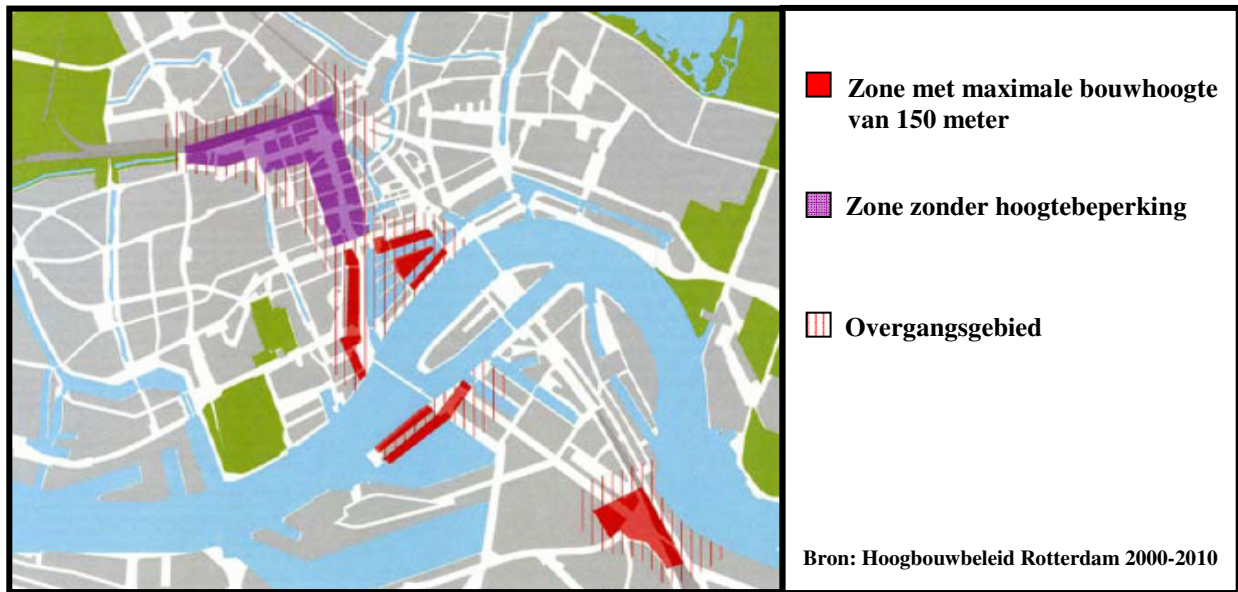 Zone met maximale bouwhoogte
van 150 meter
Zone zonder hoogtebeperking
Overgangsgebied
Bron: Hoogbouwbeleid Rotterdam 2000-2010